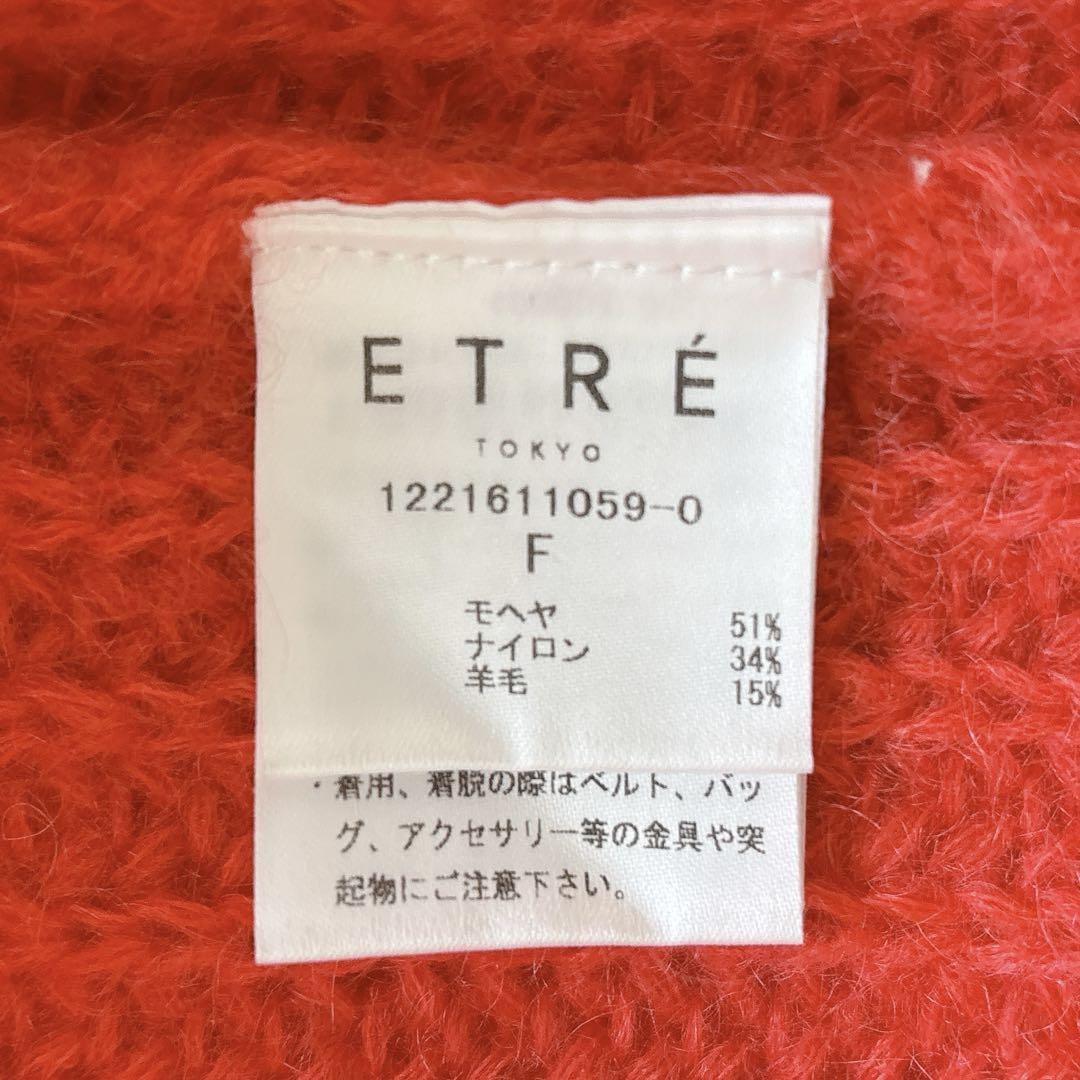 ETRÉ
TOKYO
1221611059-0
F
モヘヤ 51%
ナイロン 34%
羊毛 15%
・着用、着脱の際はベルト、バッ
グ、アクセサリー等の金具や突
起物にご注意下さい。